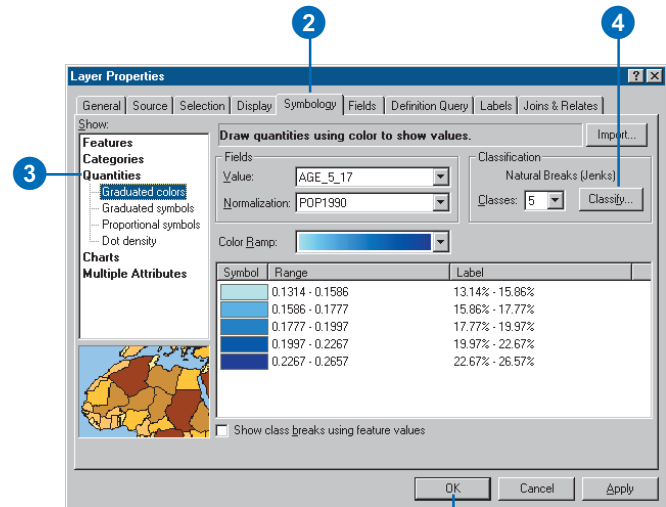 2
4
Layer Properties
General Source Selection Display Symbology Fields Definition Query Labels Joins & Relates
Show:
Features
Categories
3
Quantities
Graduated colors
Graduated symbols
Proportional symbols
Dot density
Charts
Multiple Attributes
Draw quantities using color to show values.
Import...
Fields
Value: AGE_5_17
Normalization: POP1990
Classification
Natural Breaks (Jenks)
Classes: 5 Classify...
Color Ramp:
Symbol Range Label
0.1314 - 0.1586 13.14% - 15.86%
0.1586 - 0.1777 15.86% - 17.77%
0.1777 - 0.1997 17.77% - 19.97%
0.1997 - 0.2267 19.97% - 22.67%
0.2267 - 0.2657 22.67% - 26.57%
Show class breaks using feature values
OK Cancel Apply